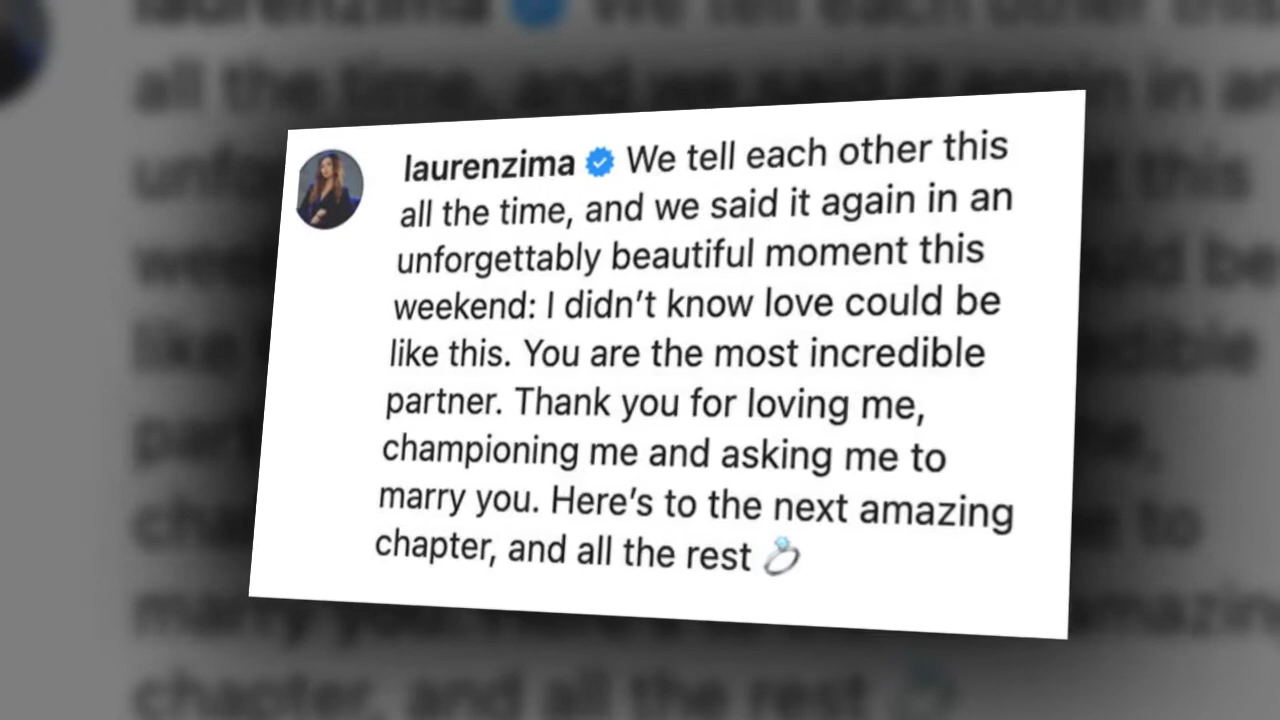 laurenzima We tell each other this
all the time, and we said it again in an
unforgettably beautiful moment this
weekend: I didn’t know love could be
like this. You are the most incredible
partner. Thank you for loving me,
championing me and asking me to
marry you. Here’s to the next amazing
chapter, and all the rest 💍